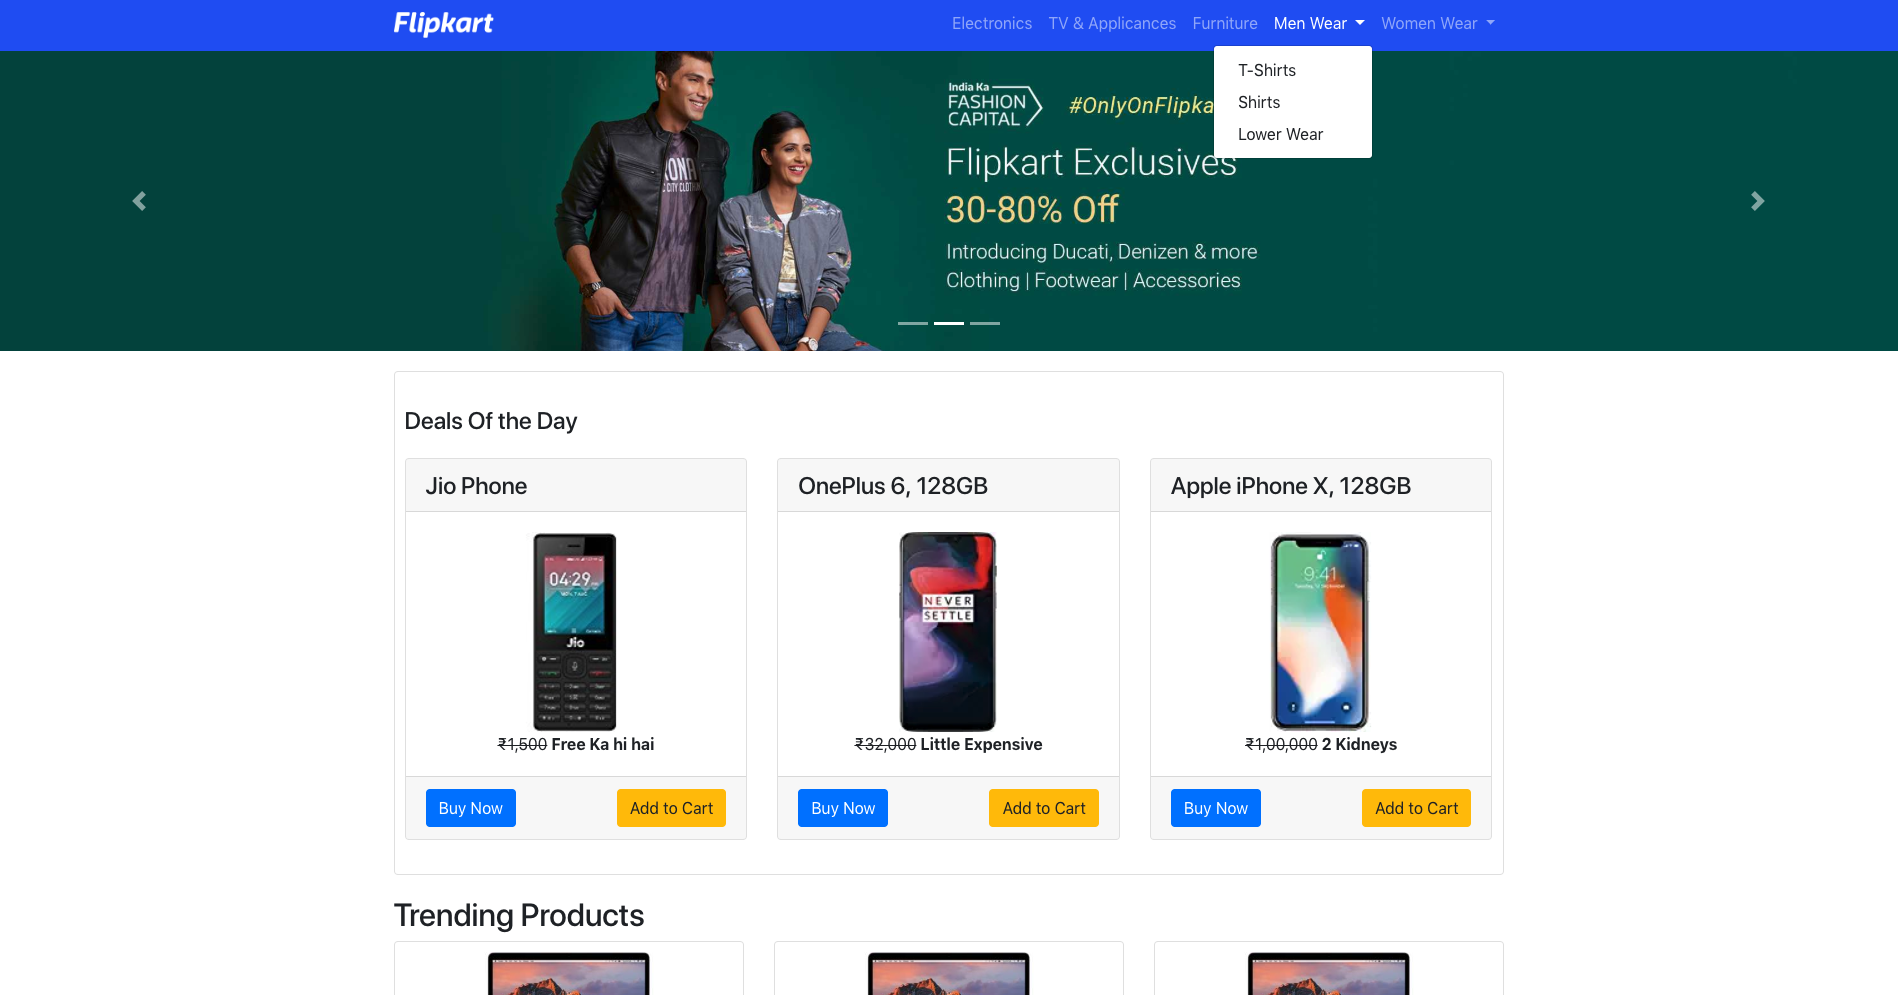 Flipkart
Electronics TV & Applicances Furniture Men Wear Women Wear
T-Shirts
Shirts
Lower Wear
India Ka
FASHION
CAPITAL
#OnlyOnFlipka
Flipkart Exclusives
30-80% Off
Introducing Ducati, Denizen & more
Clothing | Footwear | Accessories
Deals Of the Day
Jio Phone
04:29
Jio
₹1,500 Free Ka hi hai
Buy Now Add to Cart
OnePlus 6, 128GB
NEVER
SETTLE
₹32,000 Little Expensive
Buy Now Add to Cart
Apple iPhone X, 128GB
9:41
₹1,00,000 2 Kidneys
Buy Now Add to Cart
Trending Products